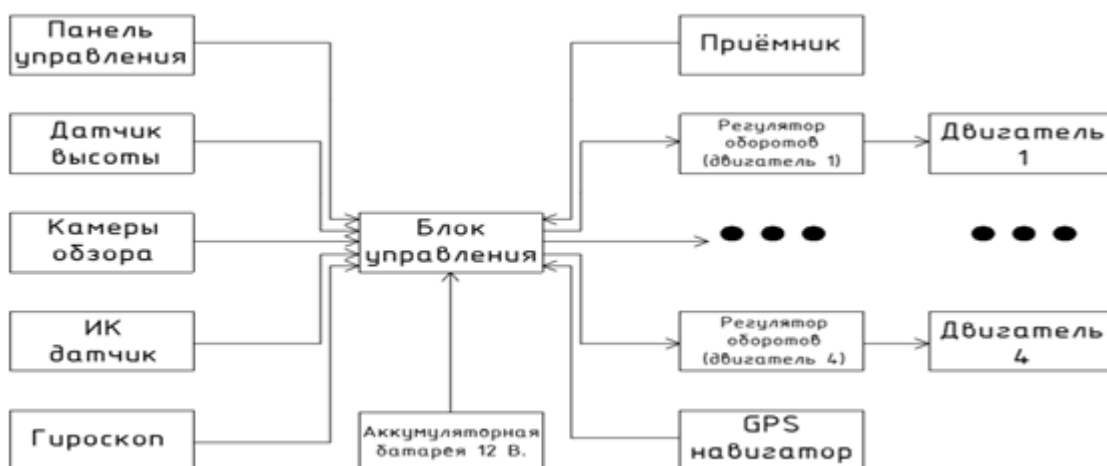 Панель
управления
Датчик
высоты
Камеры
обзора
ИК
датчик
Гироскоп
Блок
управления
Аккумуляторная
батарея 12 В.
Приёмник
Регулятор
оборотов
(двигатель 1)
Двигатель
1
Регулятор
оборотов
(двигатель 4)
Двигатель
4
GPS
навигатор